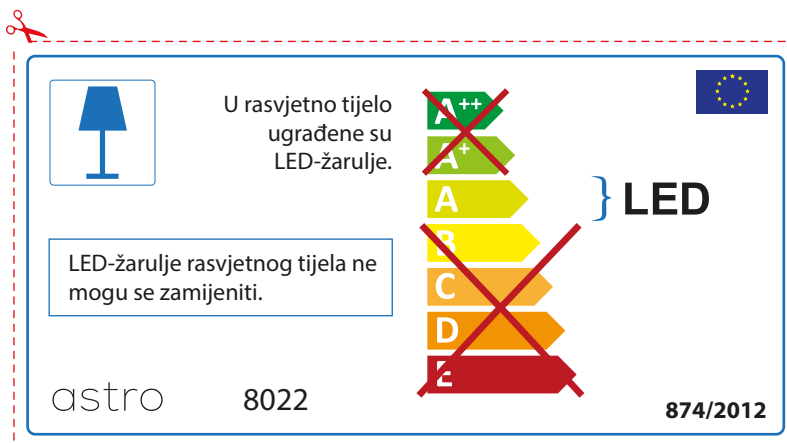 U rasvjetno tijelo
ugrađene su
LED-žarulje.
LED-žarulje rasvjetnog tijela ne
mogu se zamijeniti.
A++
A+
A
B
C
D
E
LED
astro 8022
874/2012